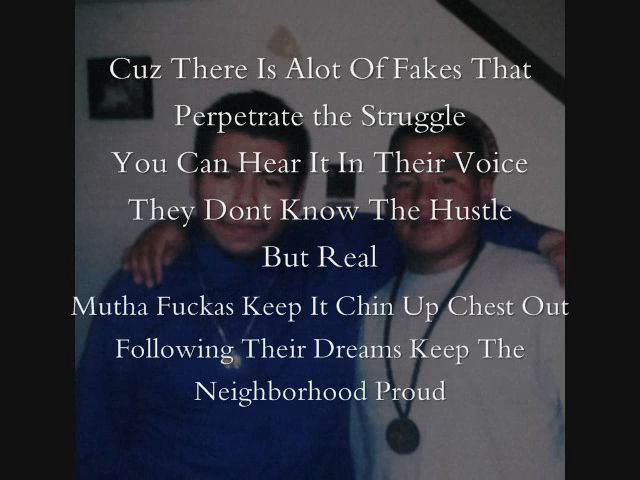 Cuz There Is Alot Of Fakes That
Perpetrate the Struggle
You Can Hear It In Their Voice
They Dont Know The Hustle
But Real
Mutha Fuckas Keep It Chin Up Chest Out
Following Their Dreams Keep The
Neighborhood Proud